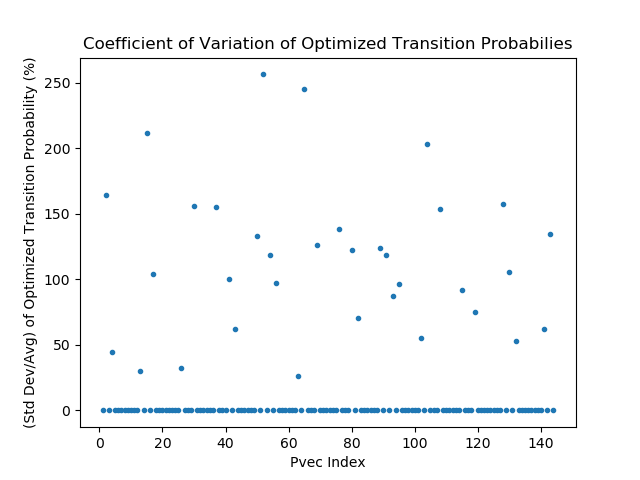 Coefficient of Variation of Optimized Transition Probabilies
(Std Dev/Avg) of Optimized Transition Probability (%)
250
200
150
100
50
0
0 20 40 60 80 100 120 140
Pvec Index